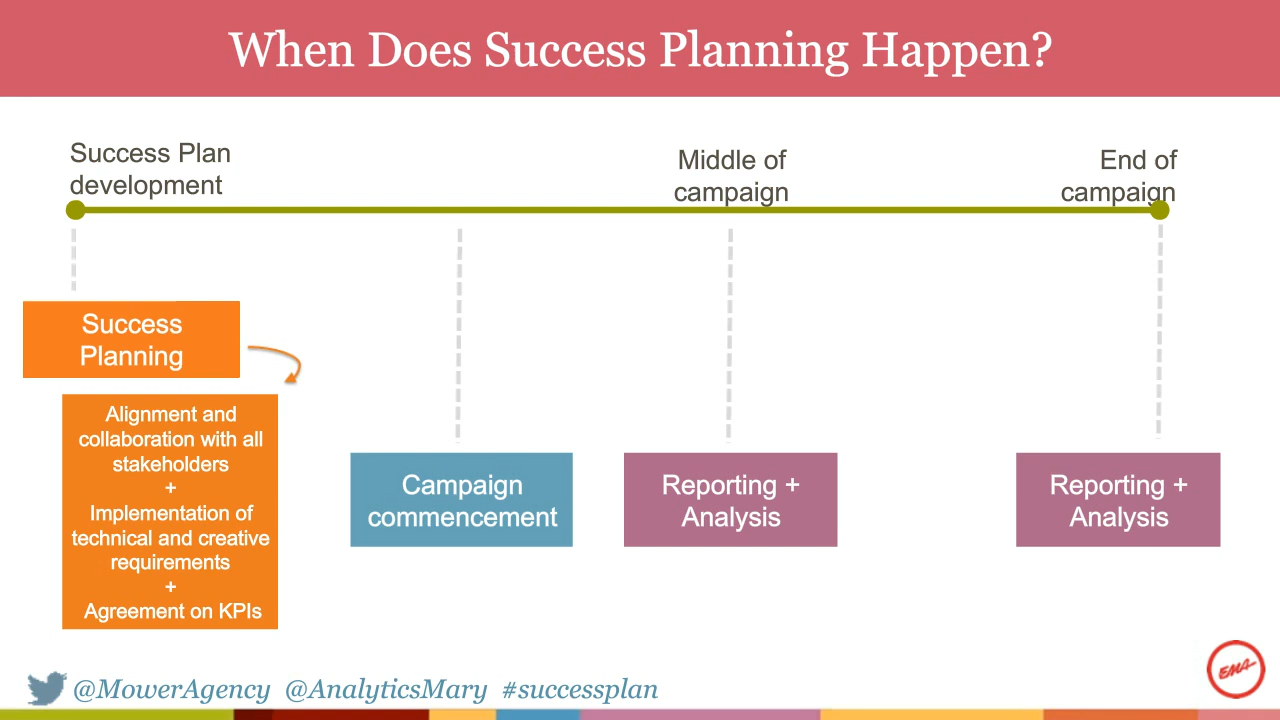 When Does Success Planning Happen?
Success Plan
development
Middle of
campaign
End of
campaign
Success
Planning
Alignment and
collaboration with all
stakeholders
+
Implementation of
technical and creative
requirements
+
Agreement on KPIs
Campaign
commencement
Reporting +
Analysis
Reporting +
Analysis
@MowerAgency @AnalyticsMary #successplan
EMA